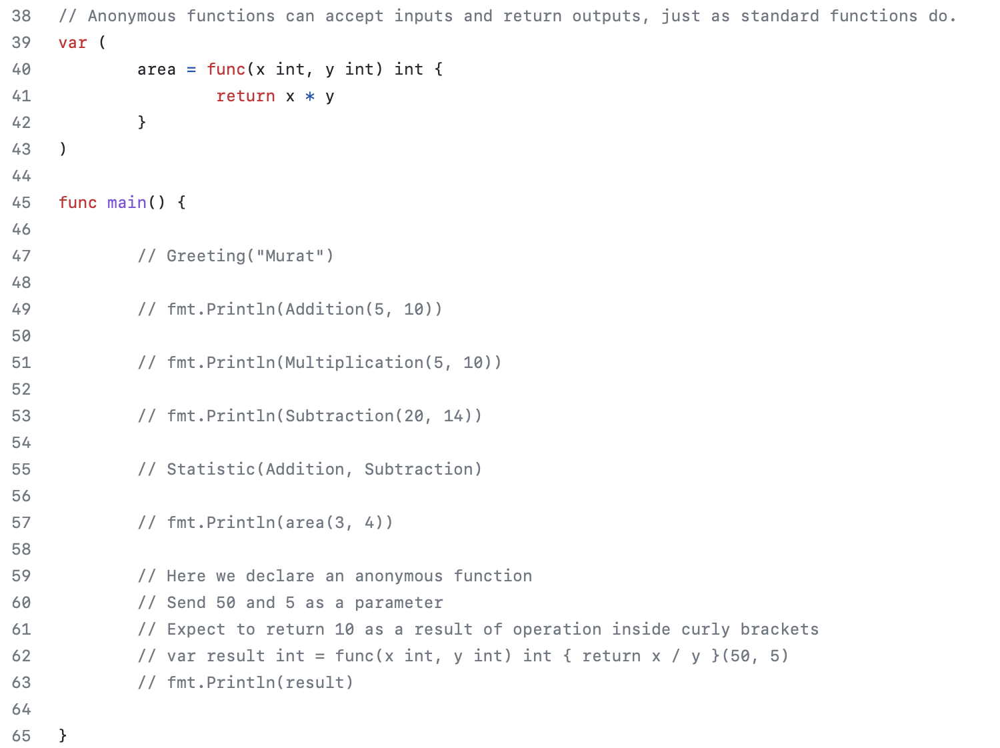 38 // Anonymous functions can accept inputs and return outputs, just as standard functions do.
39 var (
40         area = func(x int, y int) int {
41                 return x * y
42         }
43 )
44
45 func main() {
46
47         // Greeting("Murat")
48
49         // fmt.Println(Addition(5, 10))
50
51         // fmt.Println(Multiplication(5, 10))
52
53         // fmt.Println(Subtraction(20, 14))
54
55         // Statistic(Addition, Subtraction)
56
57         // fmt.Println(area(3, 4))
58
59         // Here we declare an anonymous function
60         // Send 50 and 5 as a parameter
61         // Expect to return 10 as a result of operation inside curly brackets
62         // var result int = func(x int, y int) int { return x / y }(50, 5)
63         // fmt.Println(result)
64
65 }